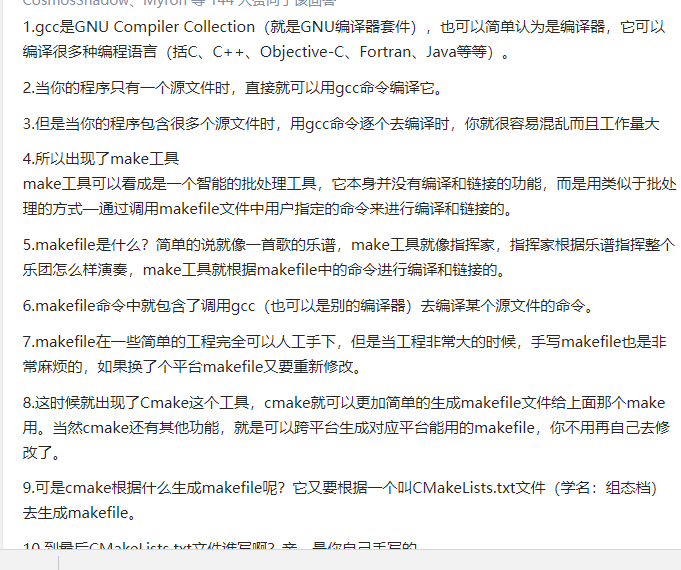 CosmosShadow、Myron 等 144 人赞同了该回答
1.gcc是GNU Compiler Collection（就是GNU编译器套件），也可以简单认为是编译器，它可以
编译很多种编程语言（括C、C++、Objective-C、Fortran、Java等等）。
2.当你的程序只有一个源文件时，直接就可以用gcc命令编译它。
3.但是当你的程序包含很多个源文件时，用gcc命令逐个去编译时，你就很容易混乱而且工作量大
4.所以出现了make工具
make工具可以看成是一个智能的批处理工具，它本身并没有编译和链接的功能，而是用类似于批处
理的方式—通过调用makefile文件中用户指定的命令来进行编译和链接的。
5.makefile是什么？简单的说就像一首歌的乐谱，make工具就像指挥家，指挥家根据乐谱指挥整个
乐团怎么样演奏，make工具就根据makefile中的命令进行编译和链接的。
6.makefile命令中就包含了调用gcc（也可以是别的编译器）去编译某个源文件的命令。
7.makefile在一些简单的工程完全可以人工手下，但是当工程非常大的时候，手写makefile也是非
常麻烦的，如果换了个平台makefile又要重新修改。
8.这时候就出现了Cmake这个工具，cmake就可以更加简单的生成makefile文件给上面那个make
用。当然cmake还有其他功能，就是可以跨平台生成对应平台能用的makefile，你不用再自己去修
改了。
9.可是cmake根据什么生成makefile呢？它又要根据一个叫CMakeLists.txt文件（学名：组态档）
去生成makefile。
10.到最后CMakeLists.txt文件谁写啊？亲，是你自己手写的